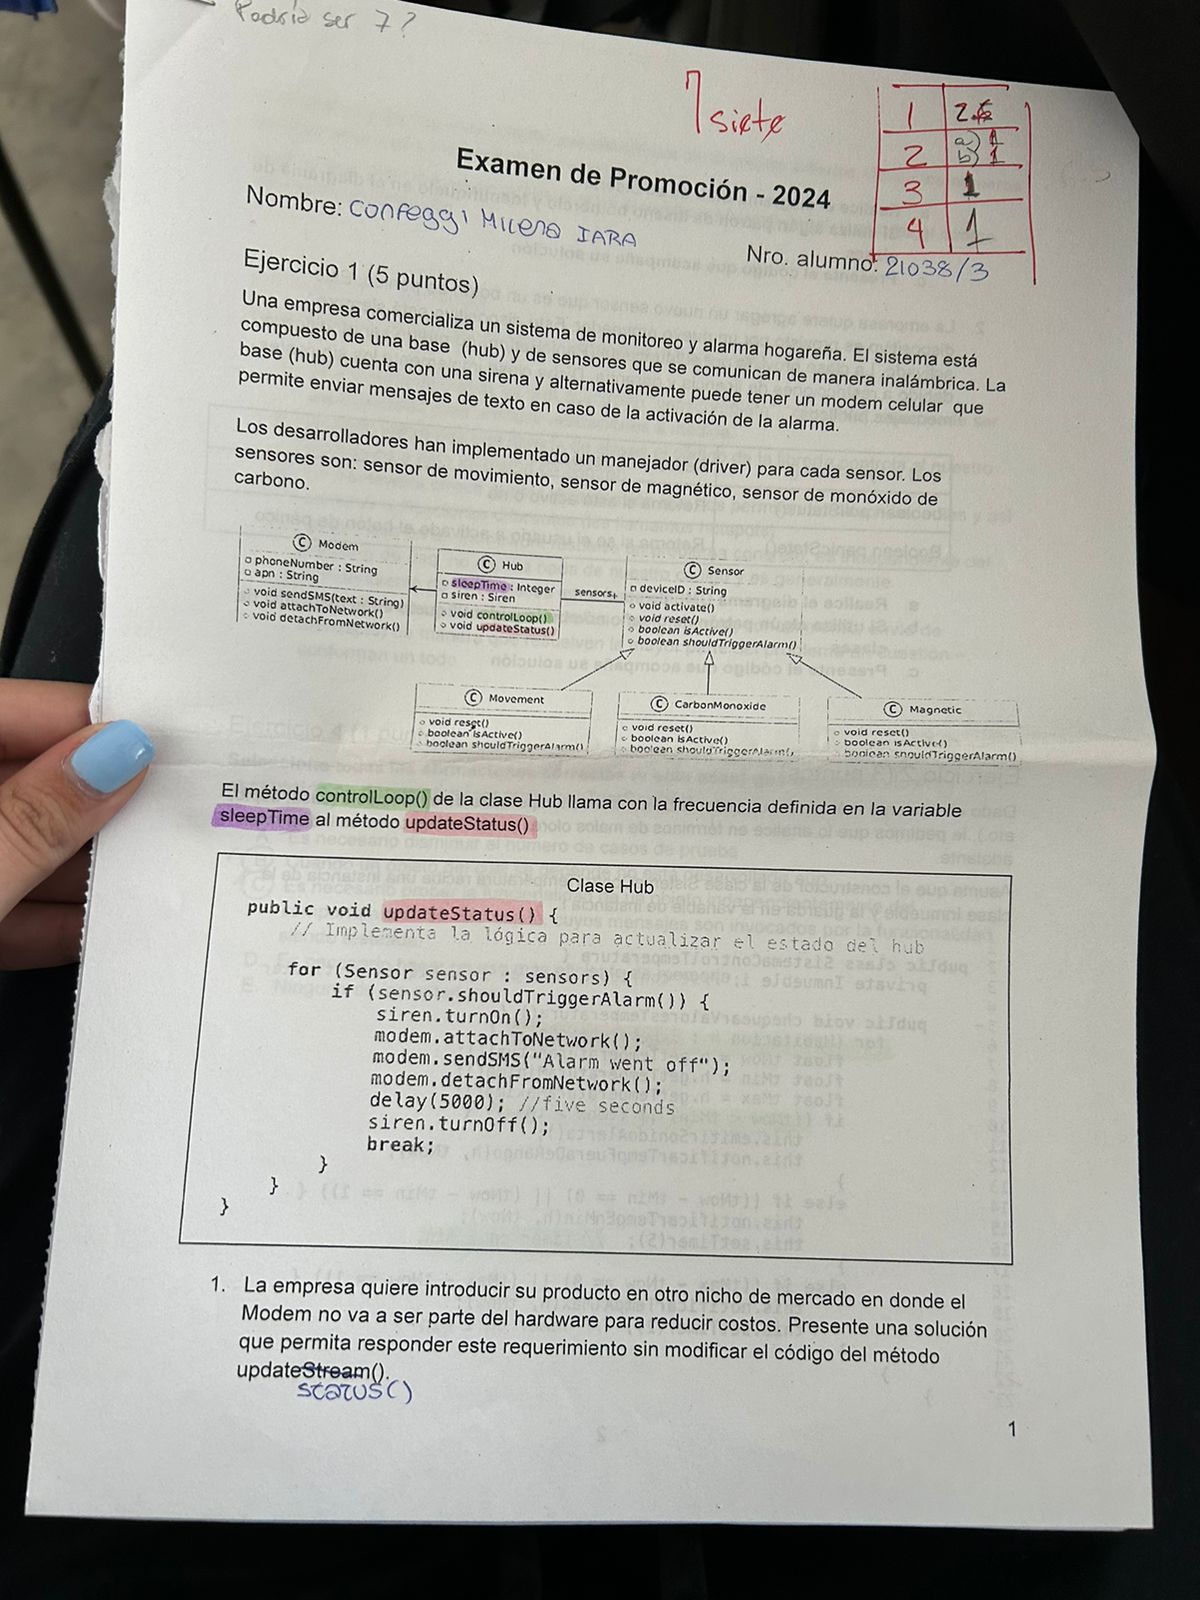 Podría ser 7?
7 siete
1 2.5
2 a) 1
b) 1
3 1
4 1
Examen de Promoción - 2024
Nombre: Confeggi Milena IARA
Nro. alumno: 21038/3
Ejercicio 1 (5 puntos)
Una empresa comercializa un sistema de monitoreo y alarma hogareña. El sistema está
compuesto de una base (hub) y de sensores que se comunican de manera inalámbrica. La
base (hub) cuenta con una sirena y alternativamente puede tener un modem celular que
permite enviar mensajes de texto en caso de la activación de la alarma.
Los desarrolladores han implementado un manejador (driver) para cada sensor. Los
sensores son: sensor de movimiento, sensor de magnético, sensor de monóxido de
carbono.
C Modem
phoneNumber : String
apn : String
void sendSMS(text : String)
void attachToNetwork()
void detachFromNetwork()
C Hub
sleepTime : Integer
siren : Siren
void controlLoop()
void updateStatus()
sensors+
C Sensor
deviceID : String
void activate()
void reset()
boolean isActive()
boolean shouldTriggerAlarm()
C Movement
void reset()
boolean isActive()
boolean shouldTriggerAlarm()
C CarbonMonoxide
void reset()
boolean isActive()
boolean shouldTriggerAlarm()
C Magnetic
void reset()
boolean isActive()
boolean shouldTriggerAlarm()
El método controlLoop() de la clase Hub llama con la frecuencia definida en la variable
sleepTime al método updateStatus()
Clase Hub
public void updateStatus() {
// Implementa la lógica para actualizar el estado del hub
for (Sensor sensor : sensors) {
if (sensor.shouldTriggerAlarm()) {
siren.turnOn();
modem.attachToNetwork();
modem.sendSMS("Alarm went off");
modem.detachFromNetwork();
delay(5000); //five seconds
siren.turnOff();
break;
}
}
}
1. La empresa quiere introducir su producto en otro nicho de mercado en donde el
Modem no va a ser parte del hardware para reducir costos. Presente una solución
que permita responder este requerimiento sin modificar el código del método
updateStream().
status()
1